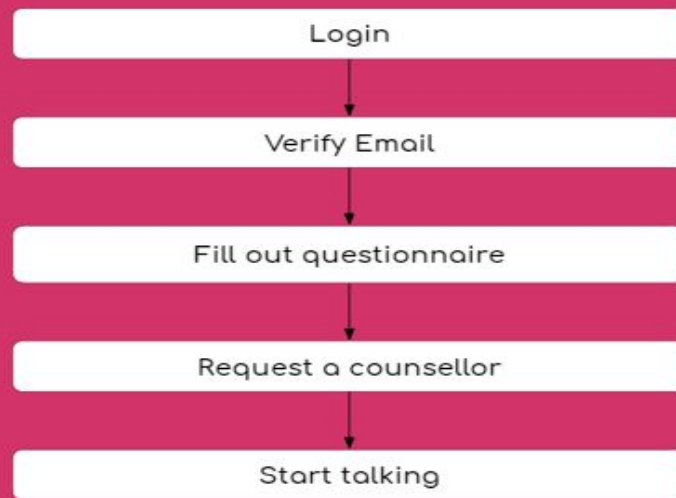 Login
Verify Email
Fill out questionnaire
Request a counsellor
Start talking